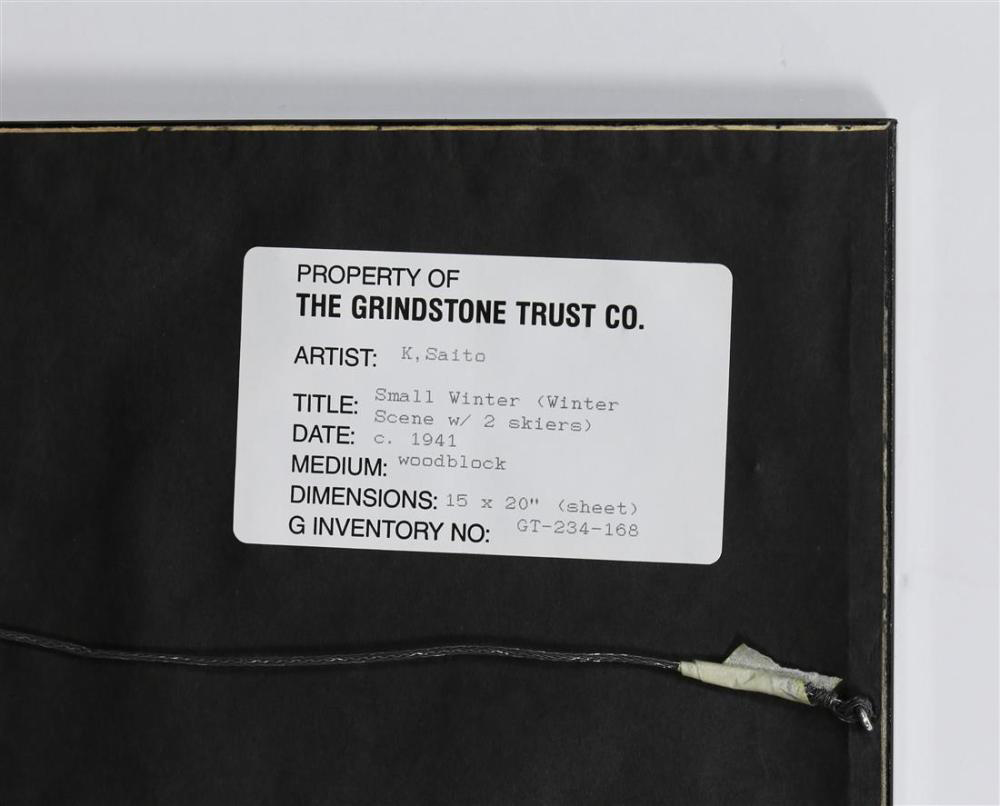 PROPERTY OF
THE GRINDSTONE TRUST CO.
ARTIST: K,Saito
TITLE: Small Winter (Winter
Scene w/ 2 skiers)
DATE: c. 1941
MEDIUM: woodblock
DIMENSIONS: 15 x 20" (sheet)
G INVENTORY NO: GT-234-168